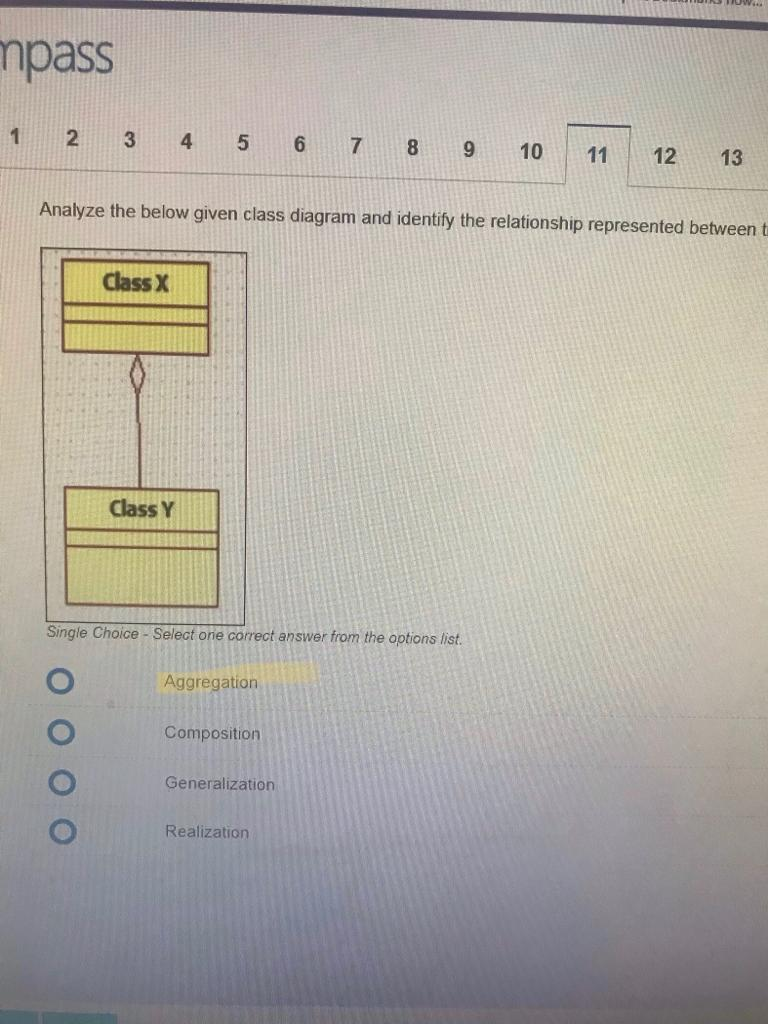 mpass
1 2 3 4 5 6 7 8 9 10 11 12 13
Analyze the below given class diagram and identify the relationship represented between
Class X
Class Y
Single Choice - Select one correct answer from the options list.
Aggregation
Composition
Generalization
Realization